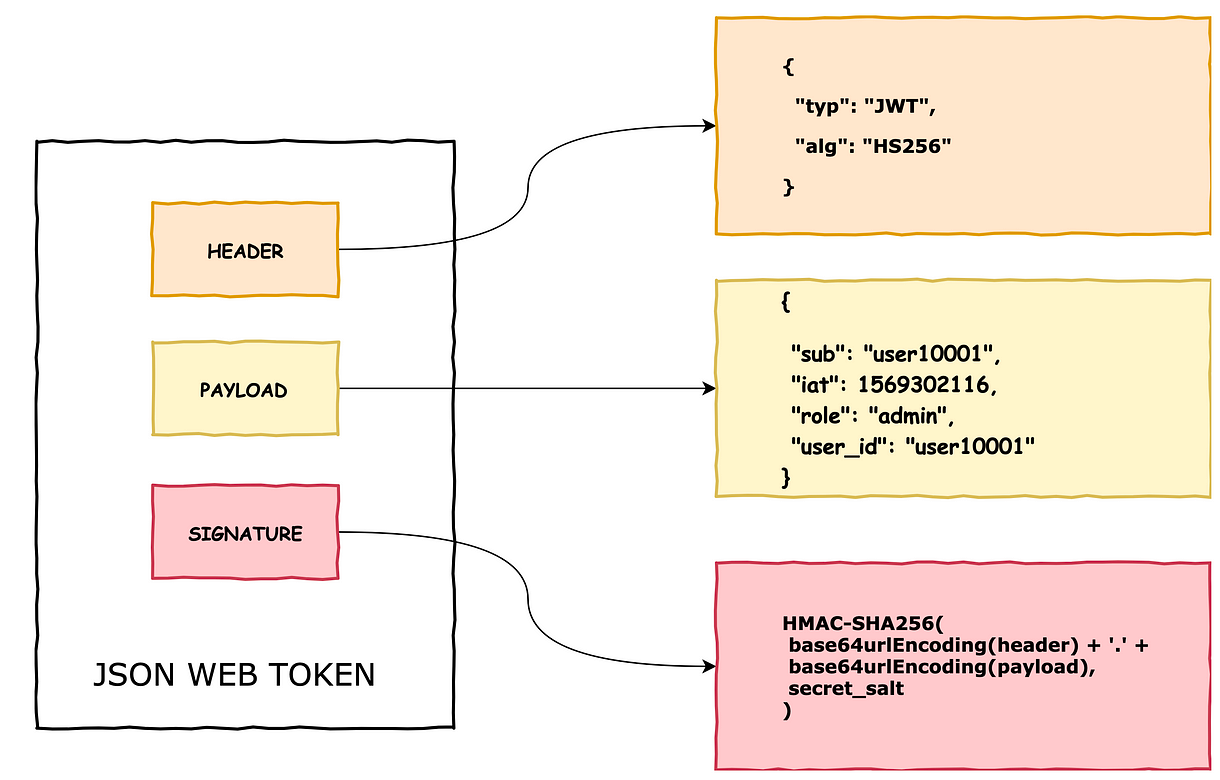 HEADER
PAYLOAD
SIGNATURE
JSON WEB TOKEN
{
"typ": "JWT",
"alg": "HS256"
}
{
"sub": "user10001",
"iat": 1569302116,
"role": "admin",
"user_id": "user10001"
}
HMAC-SHA256(
base64urlEncoding(header) + '.' +
base64urlEncoding(payload),
secret_salt
)